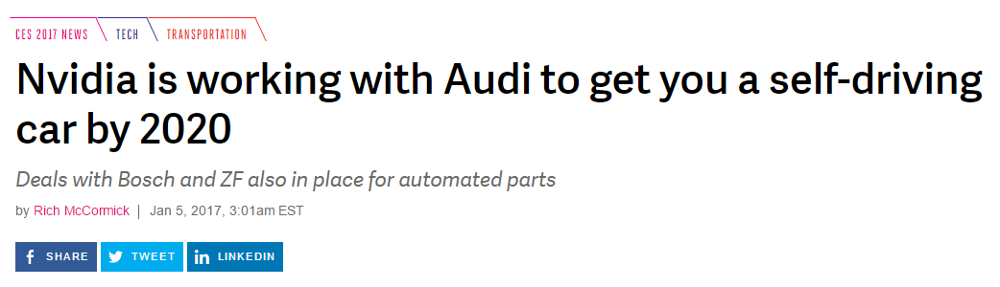 CES 2017 NEWS TECH TRANSPORTATION
Nvidia is working with Audi to get you a self-driving
car by 2020
Deals with Bosch and ZF also in place for automated parts
by Rich McCormick | Jan 5, 2017, 3:01am EST
f SHARE TWEET in LINKEDIN